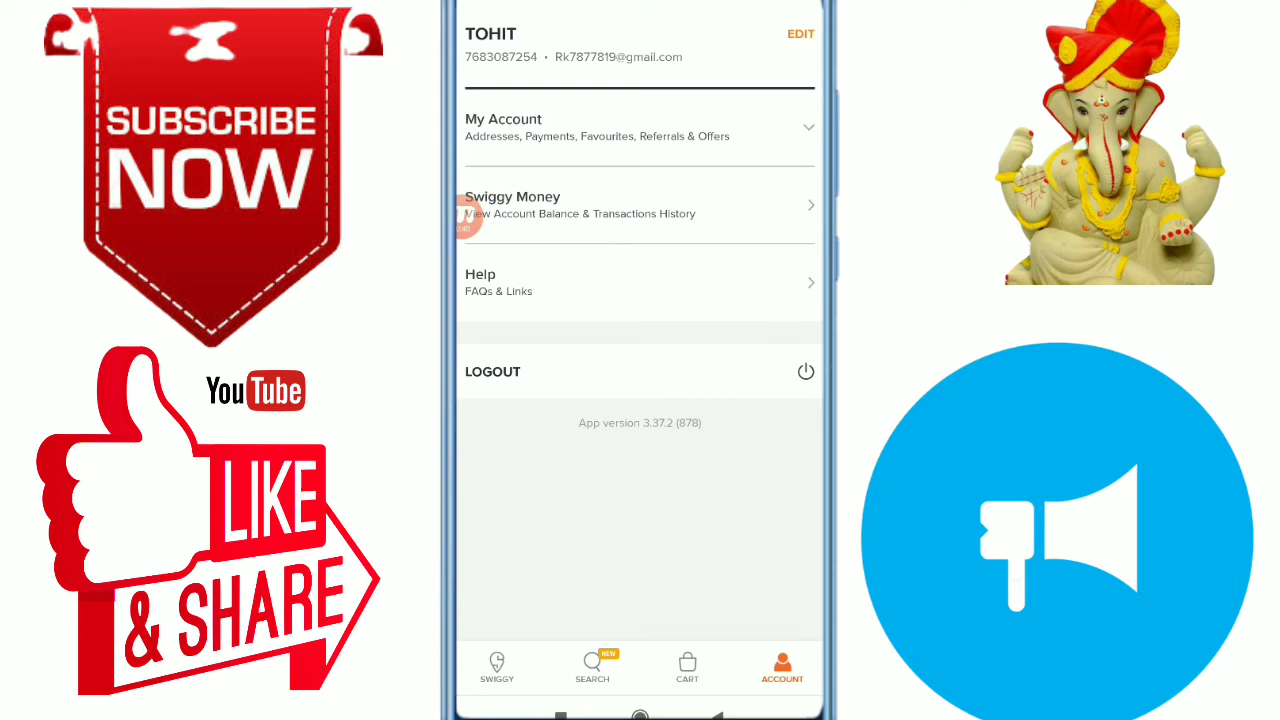 SUBSCRIBE
NOW
YouTube
LIKE
& SHARE
TOHIT
EDIT
7683087254 • Rk7877819@gmail.com
My Account
Addresses, Payments, Favourites, Referrals & Offers
Swiggy Money
View Account Balance & Transactions History
0:40
Help
FAQs & Links
LOGOUT
App version 3.37.2 (878)
NEW
SWIGGY
SEARCH
CART
ACCOUNT